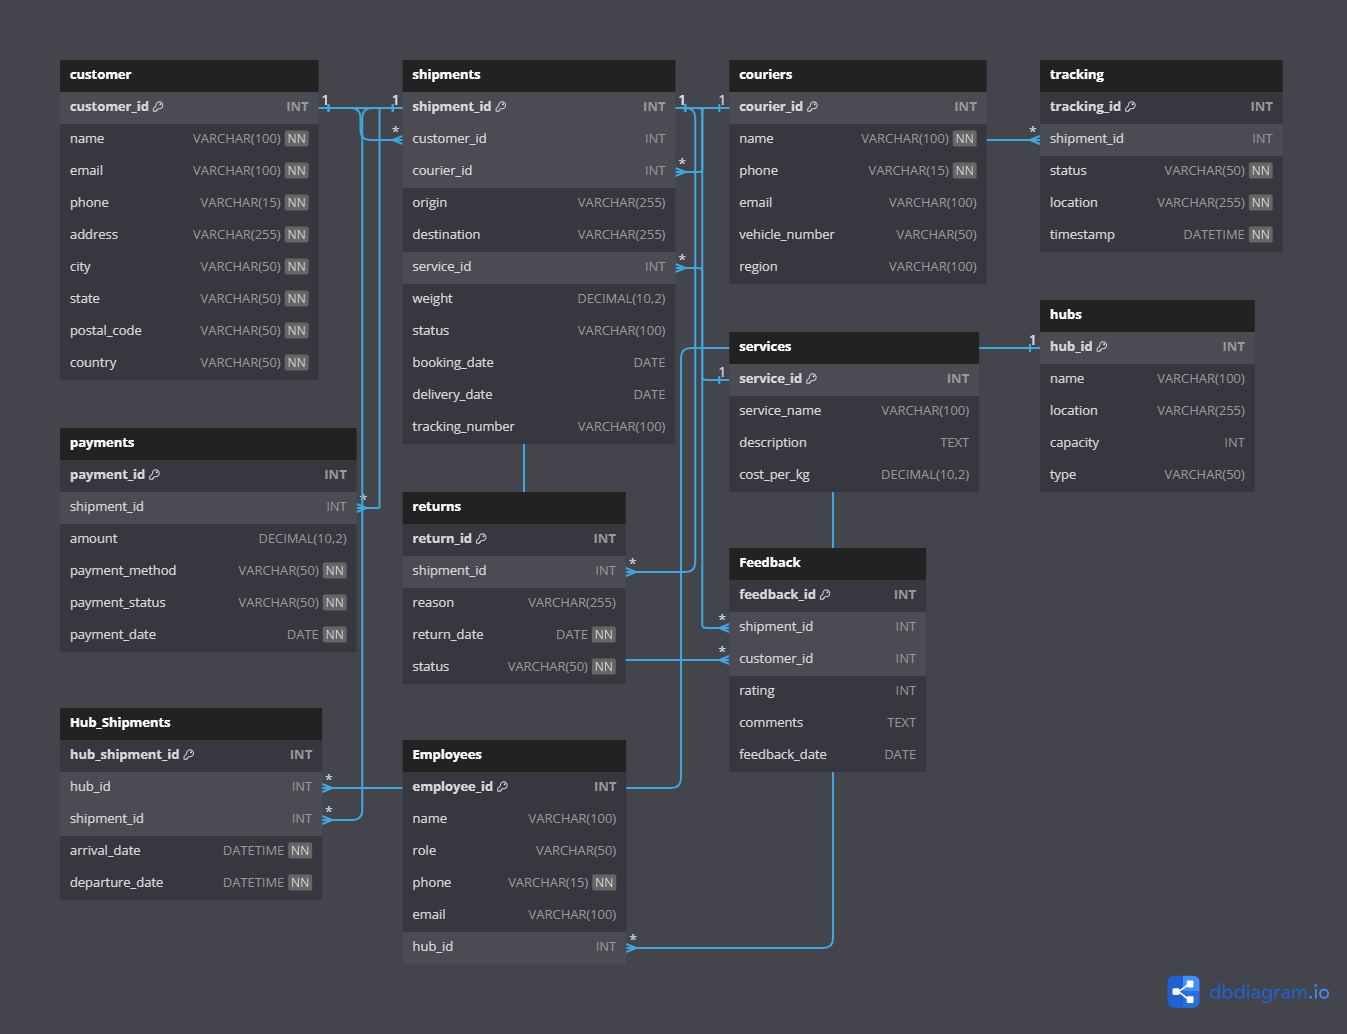 customer
customer_id INT
name VARCHAR(100) NN
email VARCHAR(100) NN
phone VARCHAR(15) NN
address VARCHAR(255) NN
city VARCHAR(50) NN
state VARCHAR(50) NN
postal_code VARCHAR(50) NN
country VARCHAR(50) NN
1
shipments
1 shipment_id INT 1
* customer_id INT
courier_id INT *
origin VARCHAR(255)
destination VARCHAR(255)
service_id INT *
weight DECIMAL(10,2)
status VARCHAR(100)
booking_date DATE
delivery_date DATE
tracking_number VARCHAR(100)
couriers
1 courier_id INT
name VARCHAR(100) NN
phone VARCHAR(15) NN
email VARCHAR(100)
vehicle_number VARCHAR(50)
region VARCHAR(100)
tracking
tracking_id INT
* shipment_id INT
status VARCHAR(50) NN
location VARCHAR(255) NN
timestamp DATETIME NN
hubs
1 hub_id INT
name VARCHAR(100)
location VARCHAR(255)
capacity INT
type VARCHAR(50)
services
1 service_id INT
service_name VARCHAR(100)
description TEXT
cost_per_kg DECIMAL(10,2)
payments
payment_id INT
shipment_id INT *
amount DECIMAL(10,2)
payment_method VARCHAR(50) NN
payment_status VARCHAR(50) NN
payment_date DATE NN
returns
return_id INT
shipment_id INT *
reason VARCHAR(255)
return_date DATE NN
status VARCHAR(50) NN
Feedback
feedback_id INT
* shipment_id INT
* customer_id INT
rating INT
comments TEXT
feedback_date DATE
Hub_Shipments
hub_shipment_id INT
hub_id INT *
shipment_id INT *
arrival_date DATETIME NN
departure_date DATETIME NN
Employees
employee_id INT
name VARCHAR(100)
role VARCHAR(50)
phone VARCHAR(15) NN
email VARCHAR(100)
hub_id INT *
dbdiagram.io